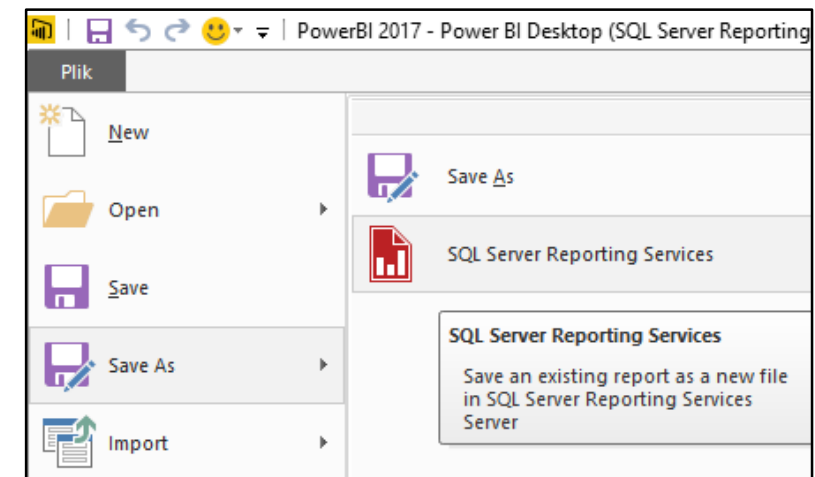 PowerBI 2017 - Power BI Desktop (SQL Server Reporting
Plik
New
Open
Save
Save As
Import
Save As
SQL Server Reporting Services
SQL Server Reporting Services
Save an existing report as a new file
in SQL Server Reporting Services
Server